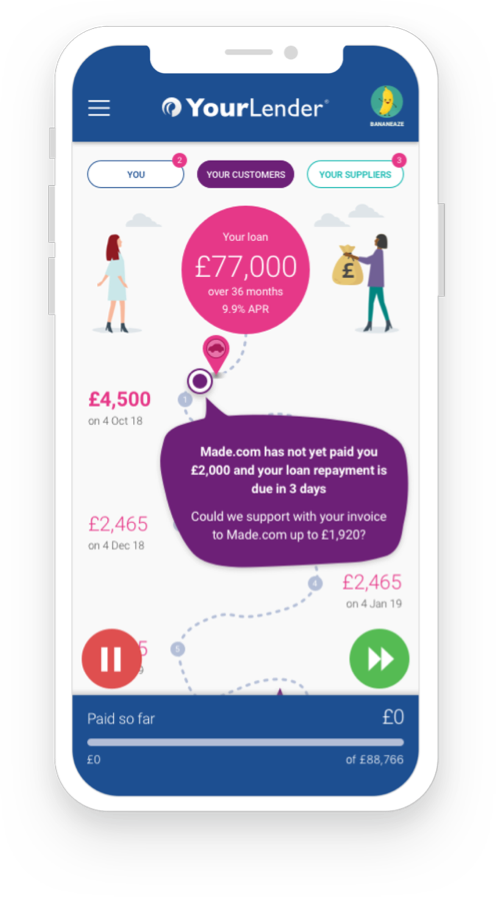 YourLender
BANANEAZE
2
3
YOU
YOUR CUSTOMERS
YOUR SUPPLIERS
Your loan
£77,000
over 36 months
9.9% APR
£
£4,500
on 4 Oct 18
1
Made.com has not yet paid you
£2,000 and your loan repayment is
due in 3 days
Could we support with your invoice
to Made.com up to £1,920?
£2,465
on 4 Dec 18
4
£2,465
on 4 Jan 19
5
5
9
Paid so far
£0
£0
of £88,766